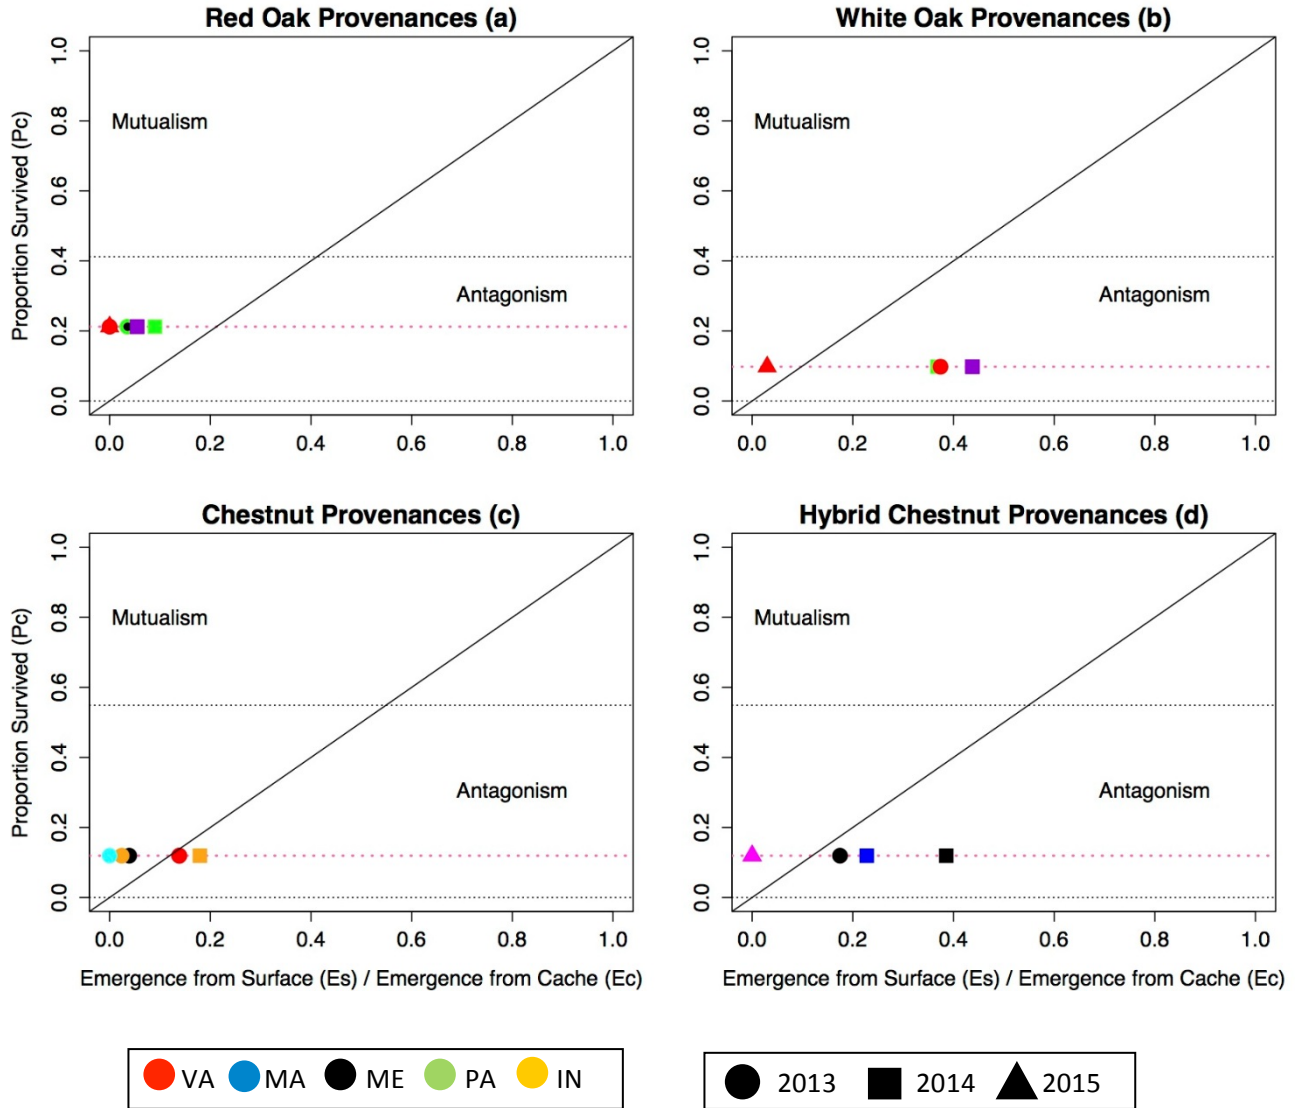 Red Oak Provenances (a)
White Oak Provenances (b)
Proportion Survived (Pc)
1.0
0.8
0.6
0.4
0.2
0.0
Mutualism
Antagonism
0.0 0.2 0.4 0.6 0.8 1.0
1.0
0.8
0.6
0.4
0.2
0.0
Mutualism
Antagonism
0.0 0.2 0.4 0.6 0.8 1.0
Chestnut Provenances (c)
Hybrid Chestnut Provenances (d)
Proportion Survived (Pc)
1.0
0.8
0.6
0.4
0.2
0.0
Mutualism
Antagonism
0.0 0.2 0.4 0.6 0.8 1.0
Emergence from Surface (Es) / Emergence from Cache (Ec)
1.0
0.8
0.6
0.4
0.2
0.0
Mutualism
Antagonism
0.0 0.2 0.4 0.6 0.8 1.0
Emergence from Surface (Es) / Emergence from Cache (Ec)
VA MA ME PA IN
2013 2014 2015